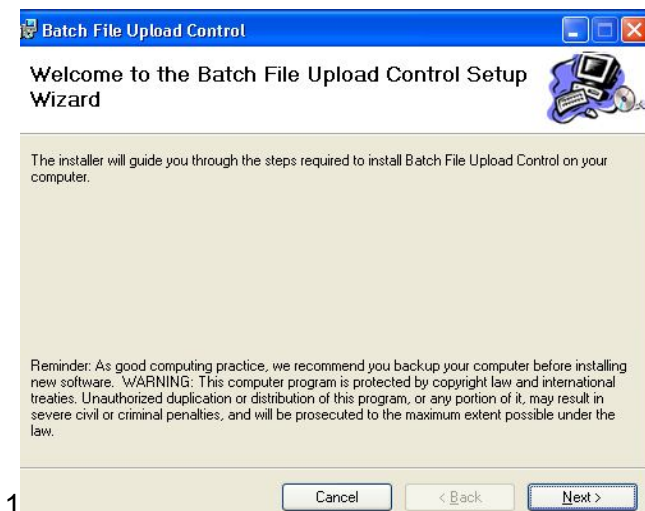 Batch File Upload Control
Welcome to the Batch File Upload Control Setup
Wizard
The installer will guide you through the steps required to install Batch File Upload Control on your
computer.
Reminder: As good computing practice, we recommend you backup your computer before installing
new software.  WARNING: This computer program is protected by copyright law and international
treaties. Unauthorized duplication or distribution of this program, or any portion of it, may result in
severe civil or criminal penalties, and will be prosecuted to the maximum extent possible under the
law.
1 Cancel < Back Next >